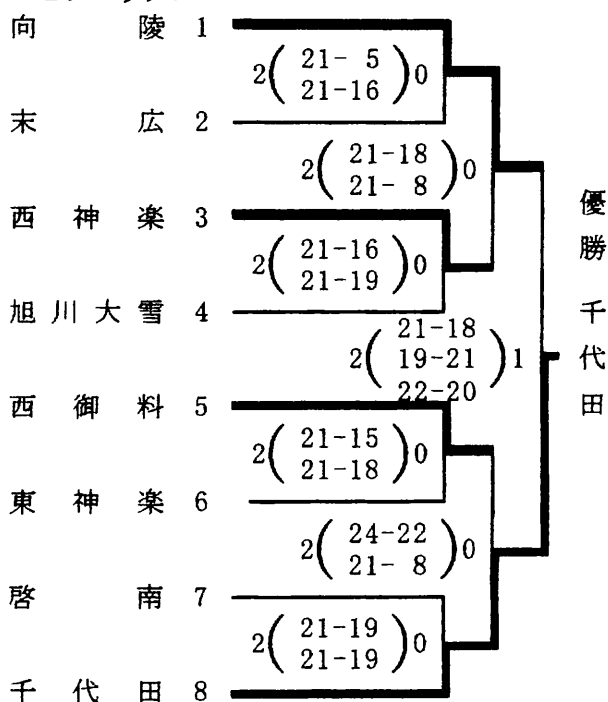 向陵 1
2( 21- 5 )0
21-16
末広 2
2( 21-18 )0
21- 8
西神楽 3
2( 21-16 )0
21-19
旭川大雪 4
2( 21-18 )1
19-21
22-20
西御料 5
2( 21-15 )0
21-18
東神楽 6
2( 24-22 )0
21- 8
啓南 7
2( 21-19 )0
21-19
千代田 8
優勝 千代田